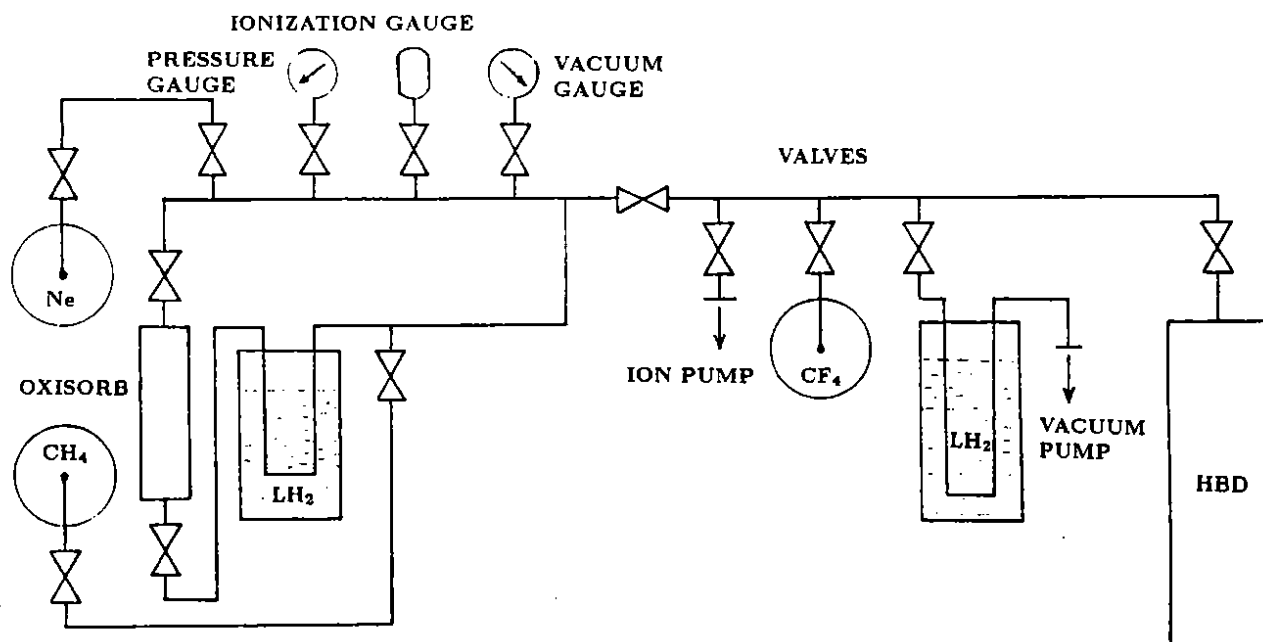 IONIZATION GAUGE
PRESSURE
GAUGE
VACUUM
GAUGE
VALVES
Ne
OXISORB
CH₄
LH₂
ION PUMP
CF₄
LH₂
VACUUM
PUMP
HBD